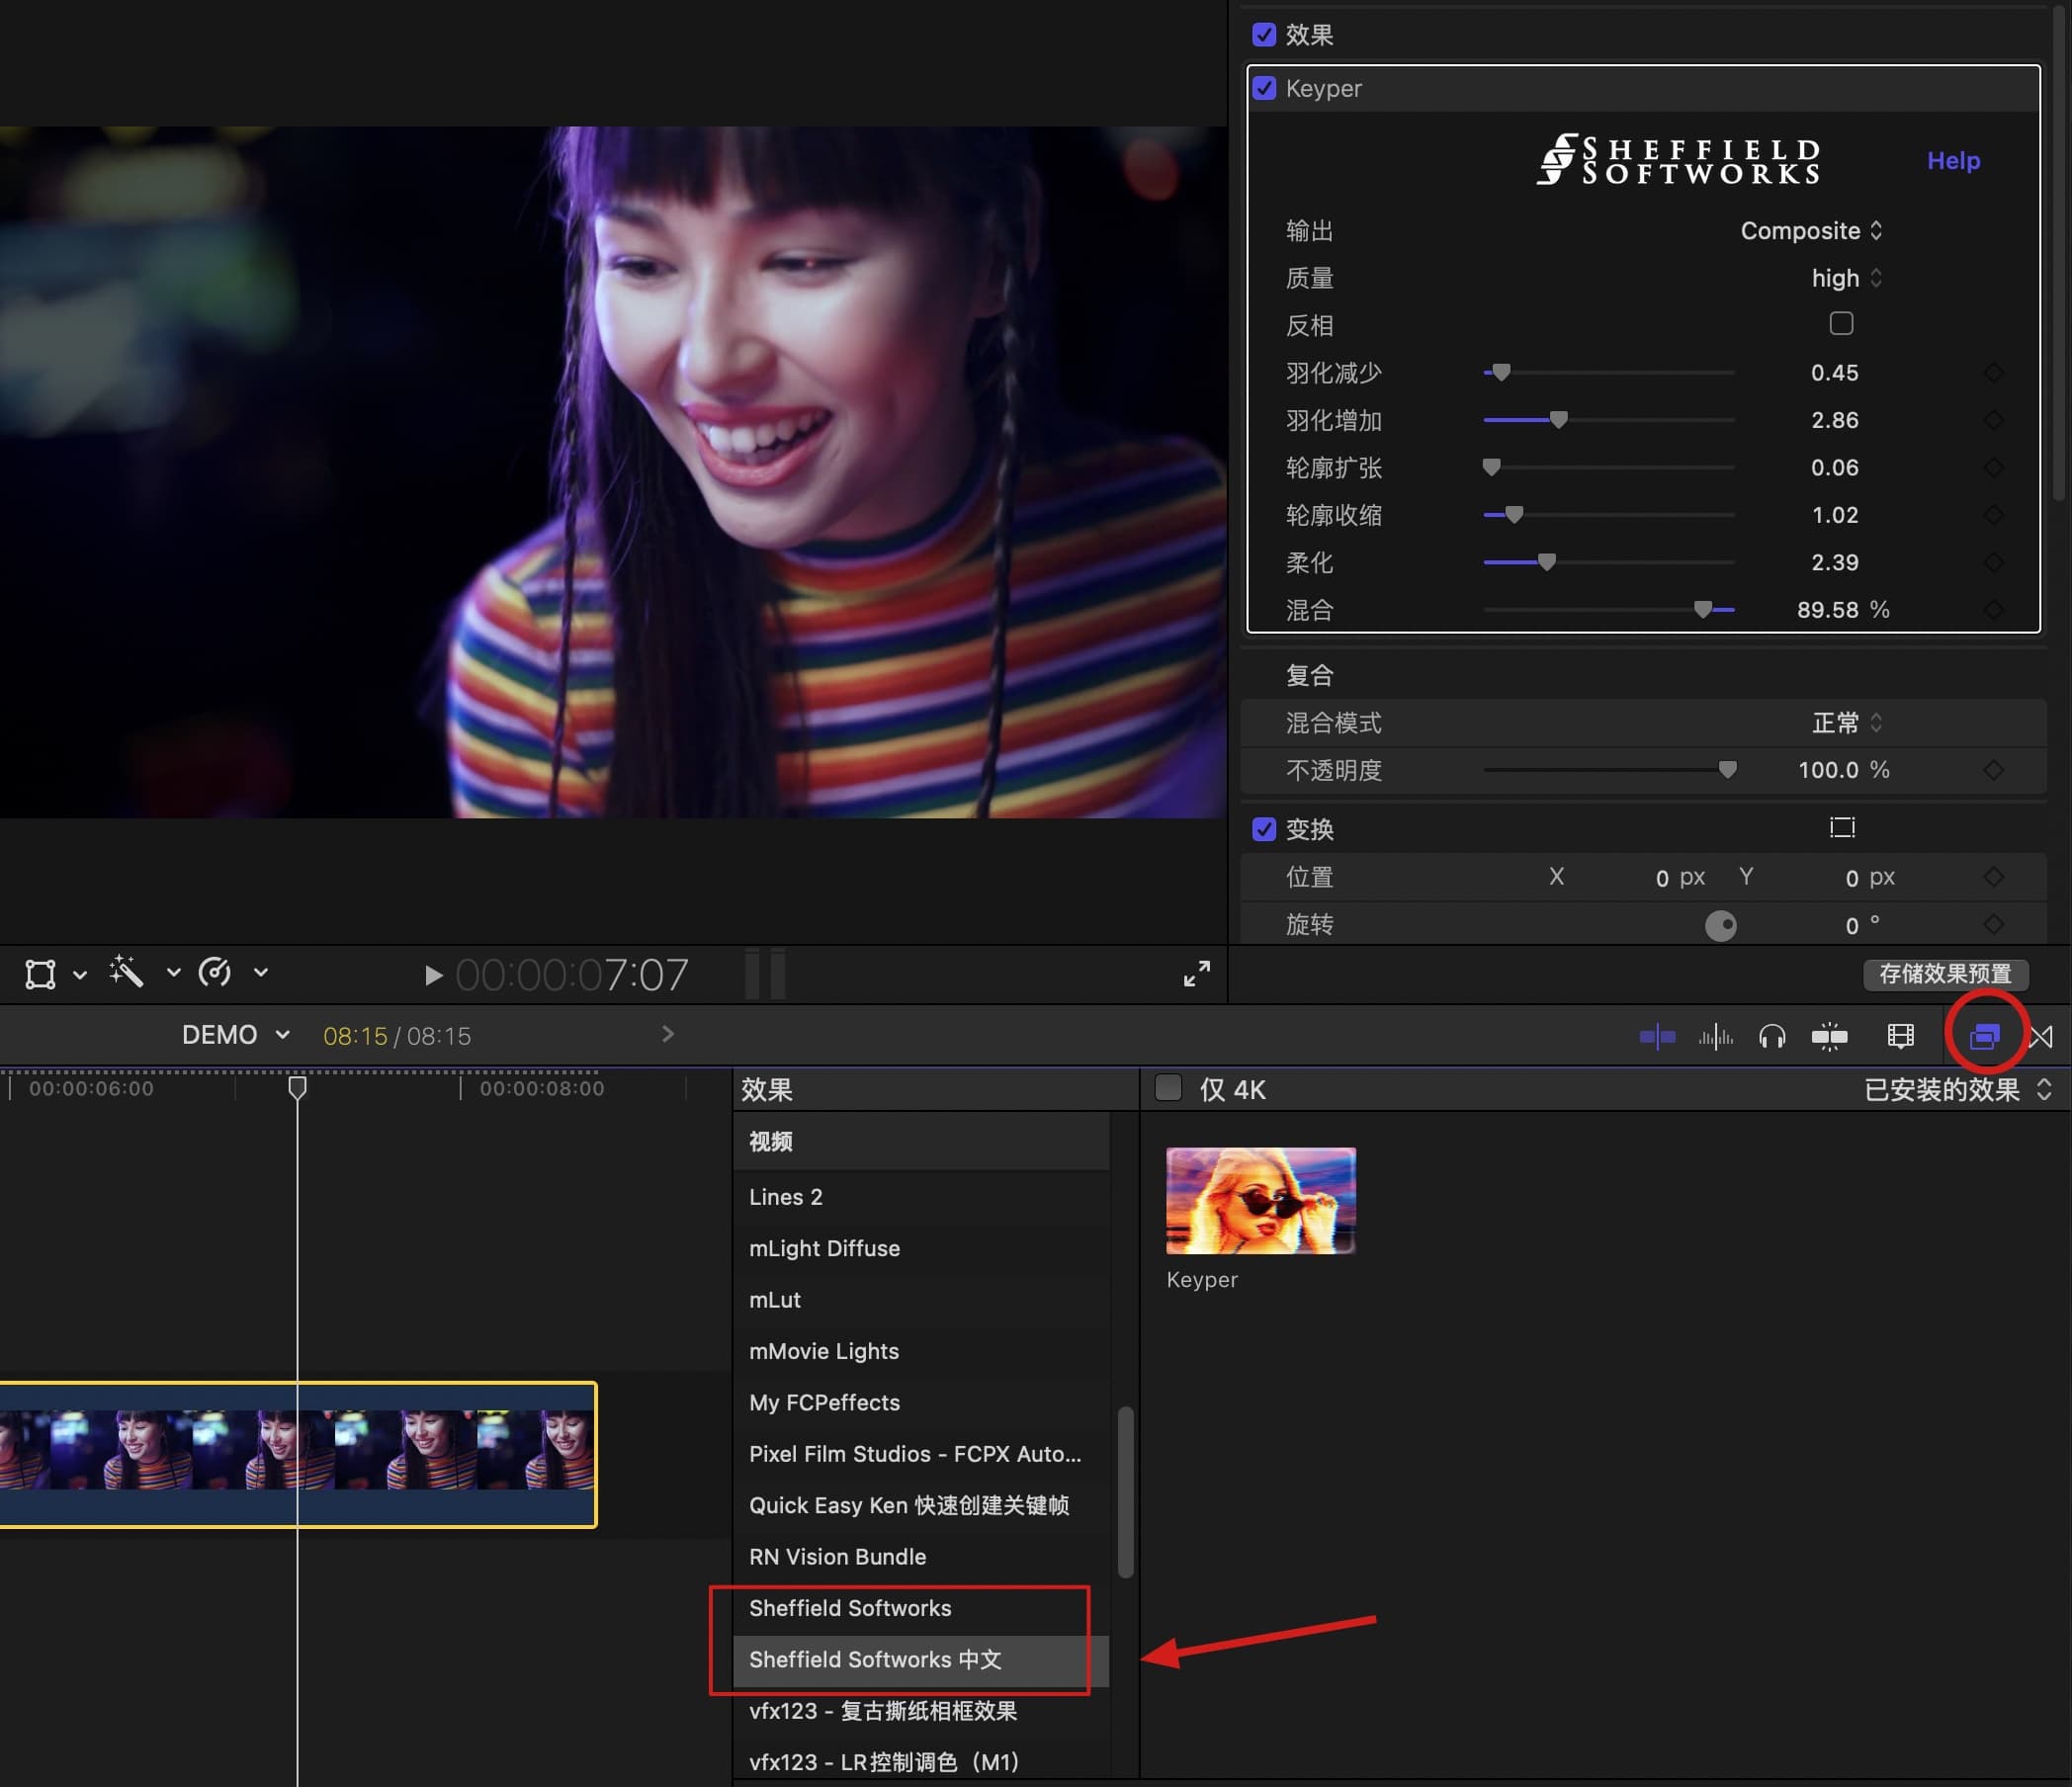 效果
Keyper
SHEFFIELD
SOFTWORKS
Help
输出 Composite
质量 high
反相
羽化减少 0.45
羽化增加 2.86
轮廓扩张 0.06
轮廓收缩 1.02
柔化 2.39
混合 89.58 %
复合
混合模式 正常
不透明度 100.0 %
变换
位置 X 0 px Y 0 px
旋转 0 °
00:00:07:07
存储效果预置
DEMO 08:15 / 08:15
00:00:06:00 00:00:08:00
效果
仅 4K
已安装的效果
视频
Lines 2
mLight Diffuse
mLut
mMovie Lights
My FCPeffects
Pixel Film Studios - FCPX Auto...
Quick Easy Ken 快速创建关键帧
RN Vision Bundle
Sheffield Softworks
Sheffield Softworks 中文
vfx123 - 复古撕纸相框效果
vfx123 - LR控制调色（M1）
Keyper